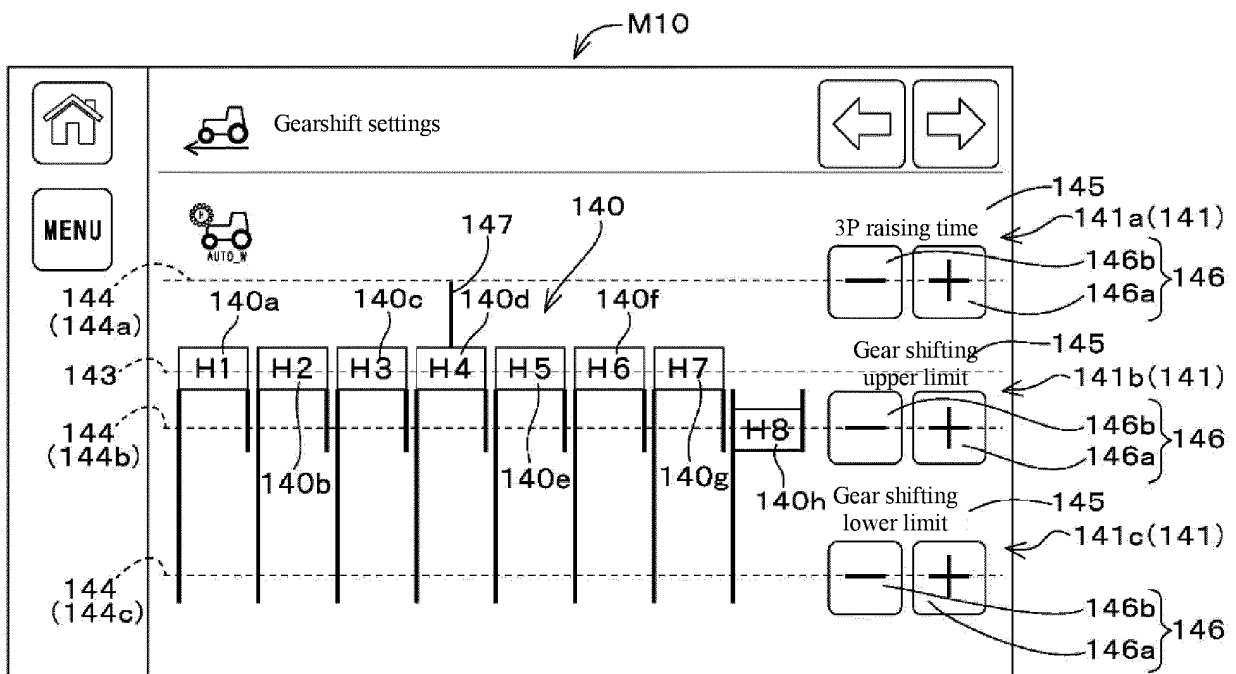 M10
Gearshift settings
MENU
AUTO_W
3P raising time
145
141a(141)
146b
146
146a
147
140
144
(144a)
140a
140c
140d
140f
143
H1 H2 H3 H4 H5 H6 H7
Gear shifting
upper limit
145
141b(141)
144
(144b)
H8
146b
146
146a
140b
140e
140g
140h
Gear shifting
lower limit
145
141c(141)
144
(144c)
146b
146
146a